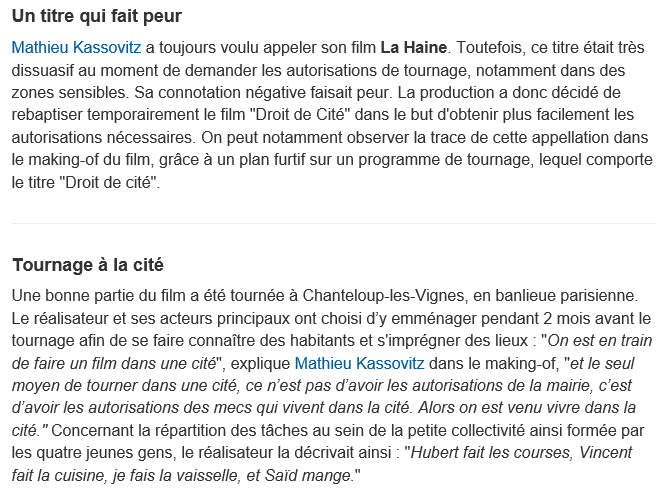 Un titre qui fait peur
Mathieu Kassovitz a toujours voulu appeler son film La Haine. Toutefois, ce titre était très
dissuasif au moment de demander les autorisations de tournage, notamment dans des
zones sensibles. Sa connotation négative faisait peur. La production a donc décidé de
rebaptiser temporairement le film "Droit de Cité" dans le but d'obtenir plus facilement les
autorisations nécessaires. On peut notamment observer la trace de cette appellation dans
le making-of du film, grâce à un plan furtif sur un programme de tournage, lequel comporte
le titre "Droit de cité".
Tournage à la cité
Une bonne partie du film a été tournée à Chanteloup-les-Vignes, en banlieue parisienne.
Le réalisateur et ses acteurs principaux ont choisi d’y emménager pendant 2 mois avant le
tournage afin de se faire connaître des habitants et s'imprégner des lieux : "On est en train
de faire un film dans une cité", explique Mathieu Kassovitz dans le making-of, "et le seul
moyen de tourner dans une cité, ce n’est pas d’avoir les autorisations de la mairie, c’est
d’avoir les autorisations des mecs qui vivent dans la cité. Alors on est venu vivre dans la
cité." Concernant la répartition des tâches au sein de la petite collectivité ainsi formée par
les quatre jeunes gens, le réalisateur la décrivait ainsi : "Hubert fait les courses, Vincent
fait la cuisine, je fais la vaisselle, et Saïd mange."